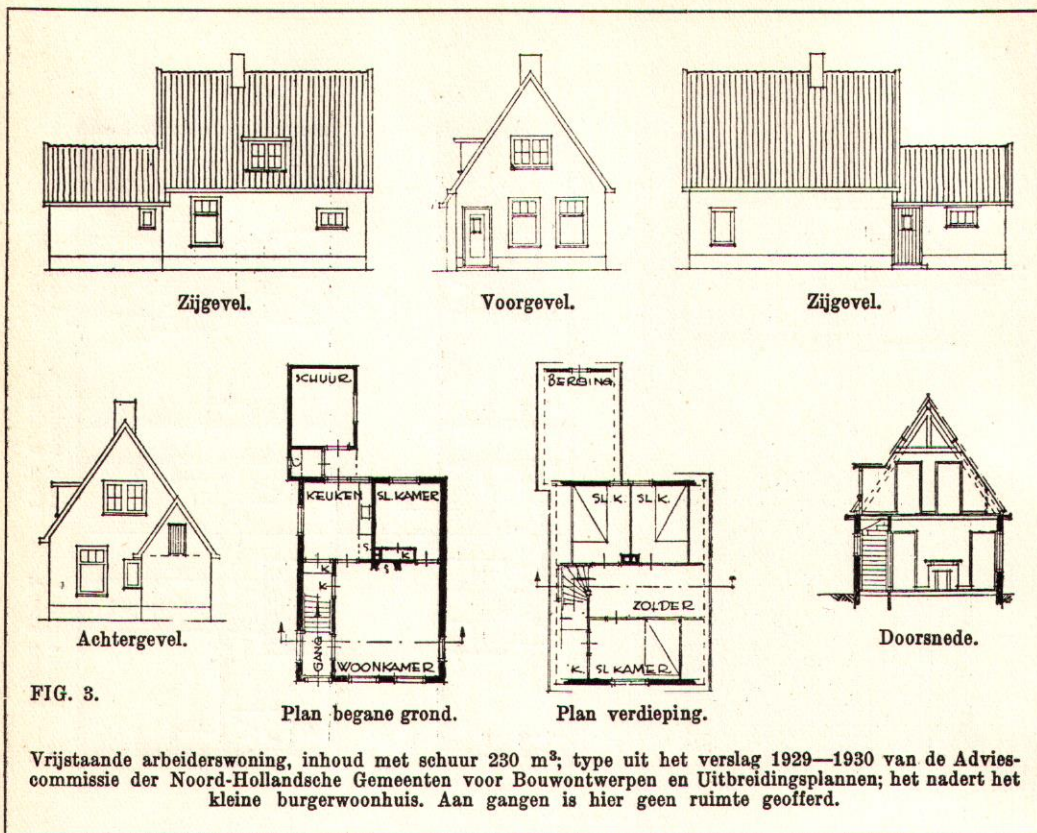 Zijgevel.
Voorgevel.
Zijgevel.
Achtergevel.
SCHUUR
KEUKEN
SL.KAMER
K
S
K
K
S
GANG
WOONKAMER
BERGING
SL. K.
SL. K.
ZOLDER
K.
SL.KAMER
Doorsnede.
FIG. 3.
Plan begane grond.
Plan verdieping.
Vrijstaande arbeiderswoning, inhoud met schuur 230 m³; type uit het verslag 1929—1930 van de Advies-
commissie der Noord-Hollandsche Gemeenten voor Bouwontwerpen en Uitbreidingsplannen; het nadert het
kleine burgerwoonhuis. Aan gangen is hier geen ruimte geofferd.